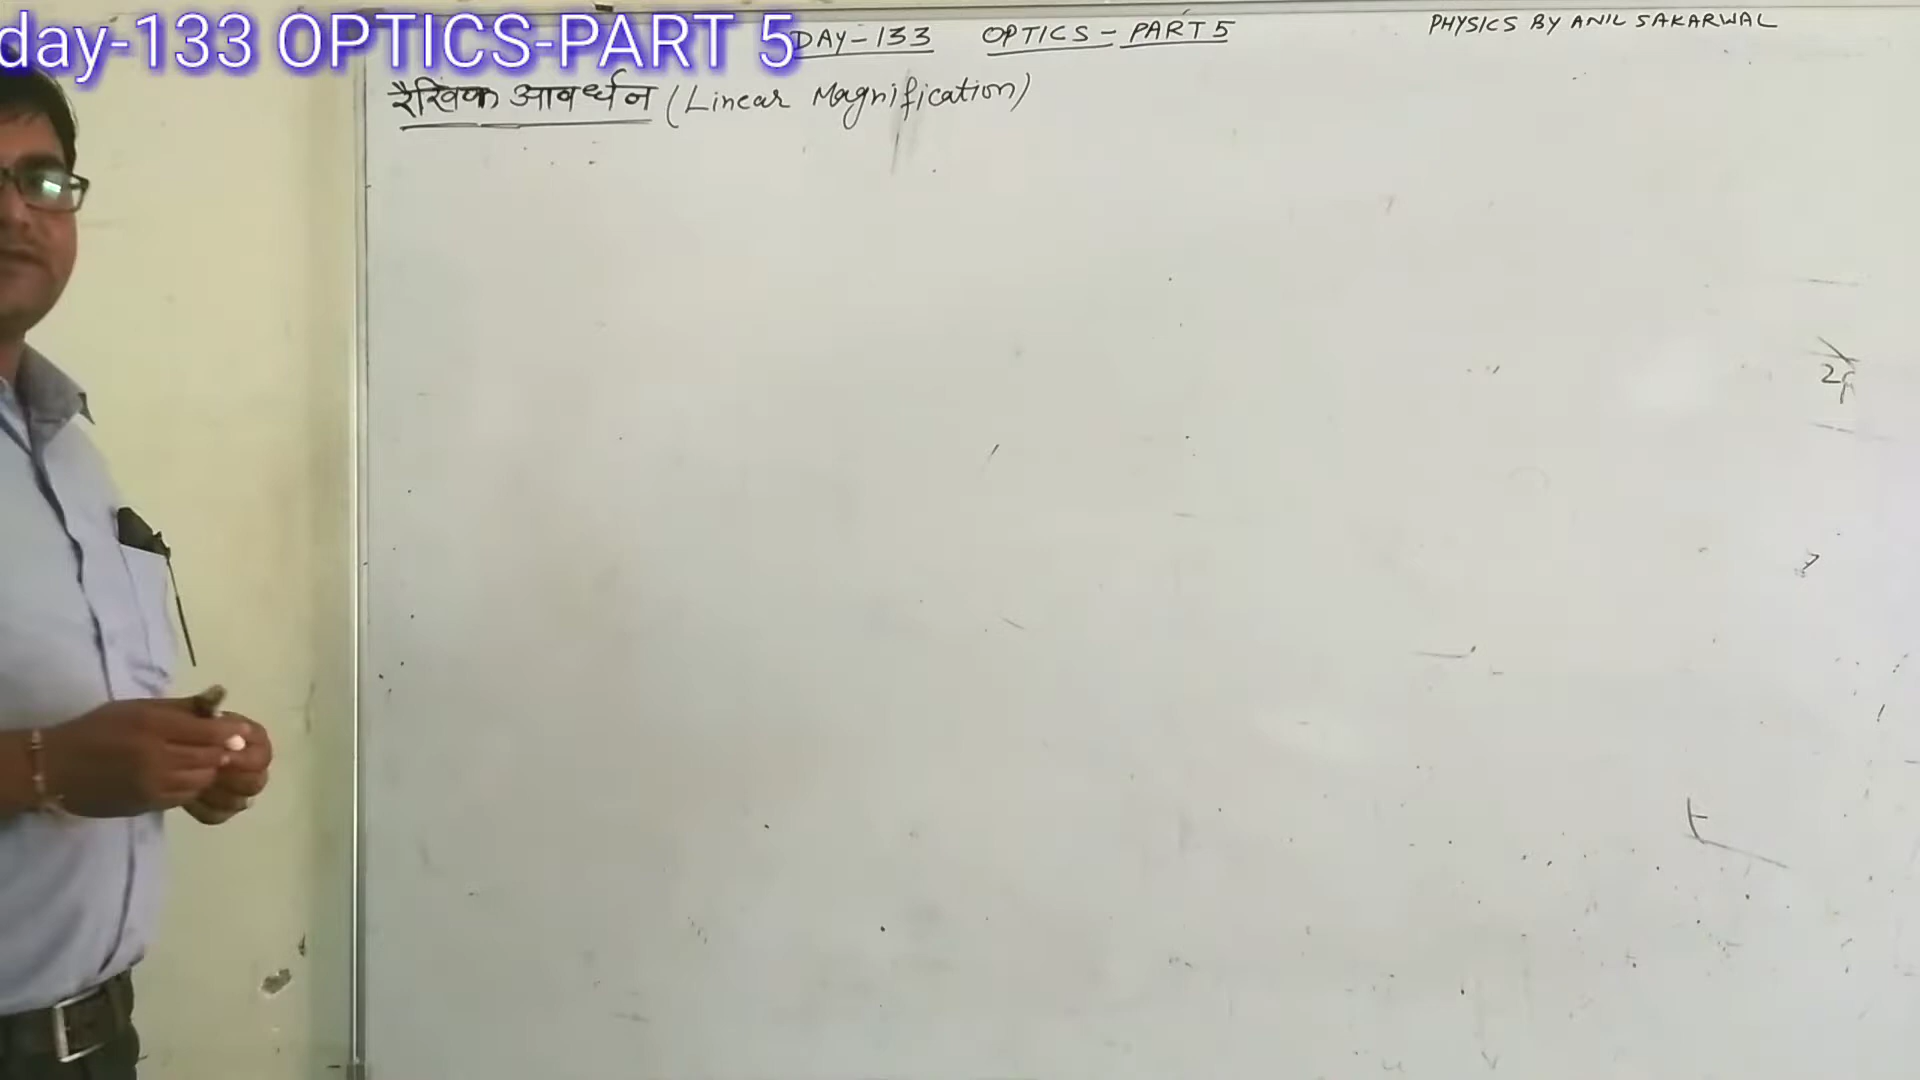 day-133 OPTICS-PART 5
DAY-133 OPTICS - PART 5
PHYSICS BY ANIL SAKARWAL
रैखिक आवर्धन (Linear Magnification)